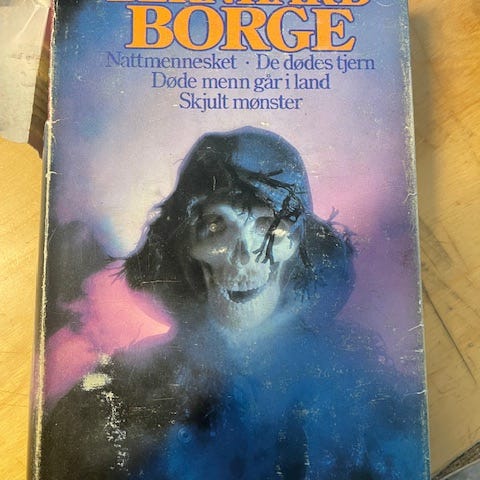 BORGE
Nattmennesket · De dødes tjern
Døde menn går i land
Skjult mønster